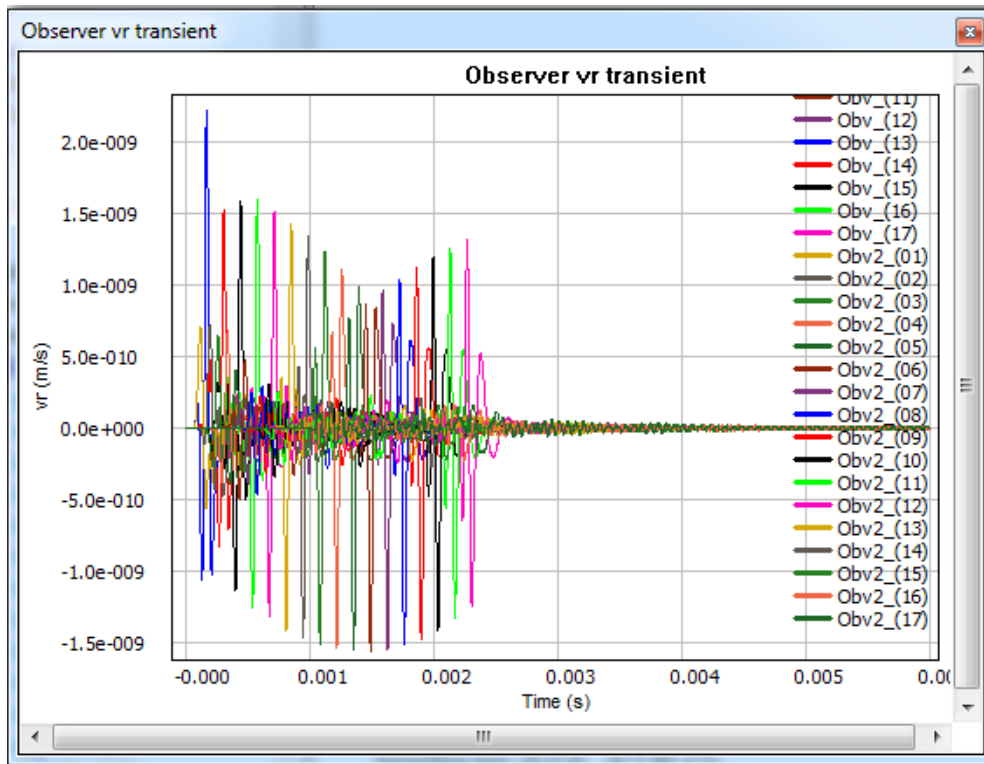 Observer vr transient
Observer vr transient
2.0e-009
1.5e-009
1.0e-009
5.0e-010
0.0e+000
-5.0e-010
-1.0e-009
-1.5e-009
vr (m/s)
-0.000 0.001 0.002 0.003 0.004 0.005
Time (s)
Obv_(11)
Obv_(12)
Obv_(13)
Obv_(14)
Obv_(15)
Obv_(16)
Obv_(17)
Obv2_(01)
Obv2_(02)
Obv2_(03)
Obv2_(04)
Obv2_(05)
Obv2_(06)
Obv2_(07)
Obv2_(08)
Obv2_(09)
Obv2_(10)
Obv2_(11)
Obv2_(12)
Obv2_(13)
Obv2_(14)
Obv2_(15)
Obv2_(16)
Obv2_(17)